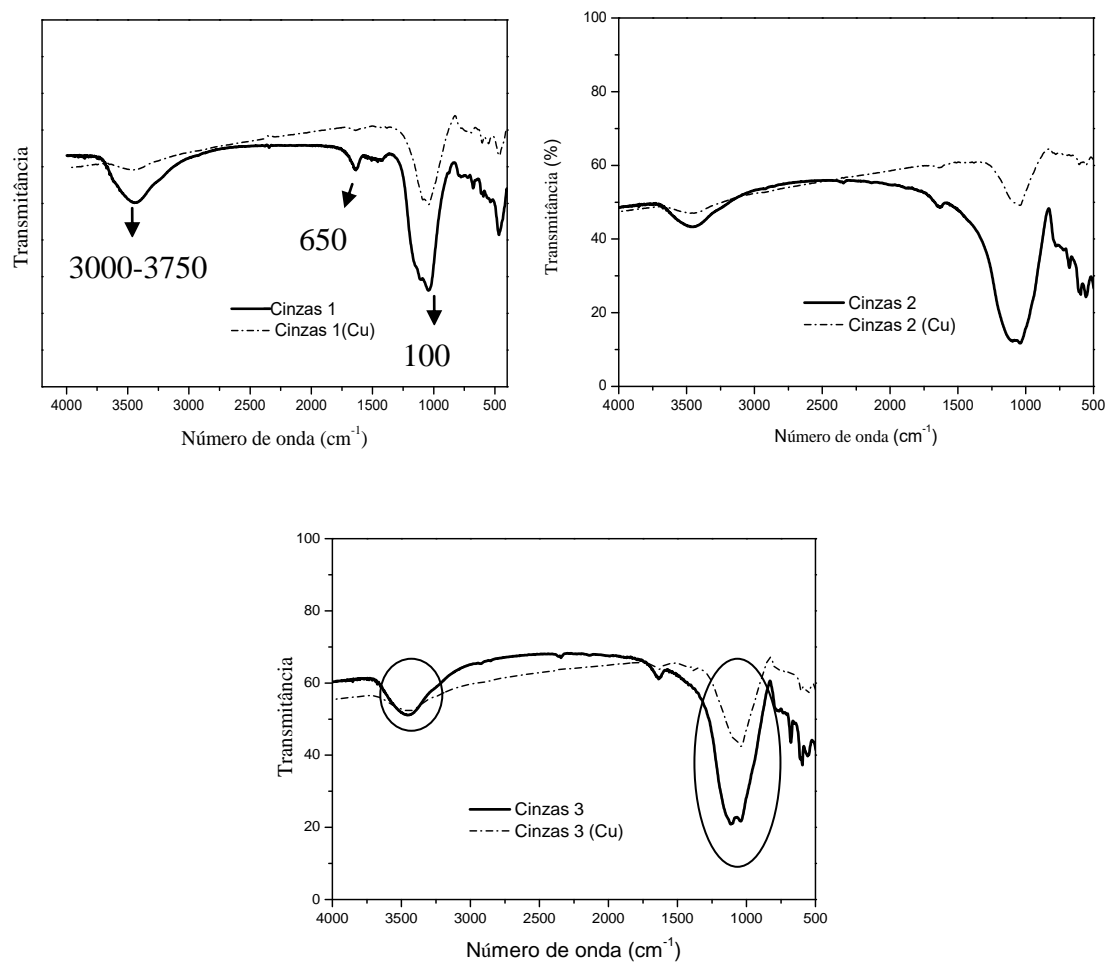 Transmitância
3000-3750
650
100
Cinzas 1
Cinzas 1(Cu)
4000 3500 3000 2500 2000 1500 1000 500
Número de onda (cm-1)
Transmitância (%)
100
80
60
40
20
0
Cinzas 2
Cinzas 2 (Cu)
4000 3500 3000 2500 2000 1500 1000 500
Número de onda (cm-1)
Transmitância
100
80
60
40
20
0
Cinzas 3
Cinzas 3 (Cu)
4000 3500 3000 2500 2000 1500 1000 500
Número de onda (cm-1)